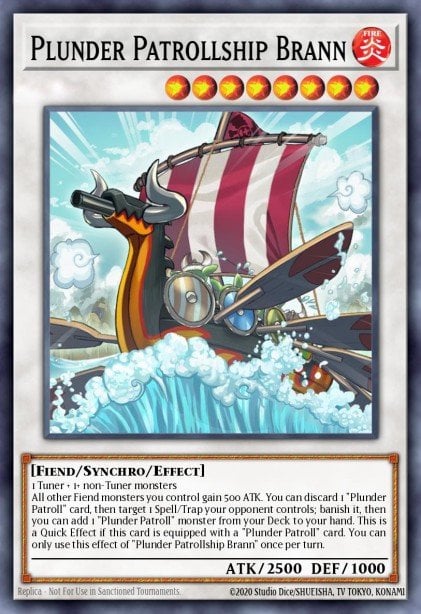 Plunder Patrollship Brann
FIRE
炎
[Fiend/Synchro/Effect]
1 Tuner + 1+ non-Tuner monsters
All other Fiend monsters you control gain 500 ATK. You can discard 1 "Plunder
Patroll" card, then target 1 Spell/Trap your opponent controls; banish it, then
you can add 1 "Plunder Patroll" monster from your Deck to your hand. This is
a Quick Effect if this card is equipped with a "Plunder Patroll" card. You can
only use this effect of "Plunder Patrollship Brann" once per turn.
ATK/2500 DEF/1000
Replica - Not For Use in Sanctioned Tournaments.
©2020 Studio Dice/SHUEISHA, TV TOKYO, KONAMI